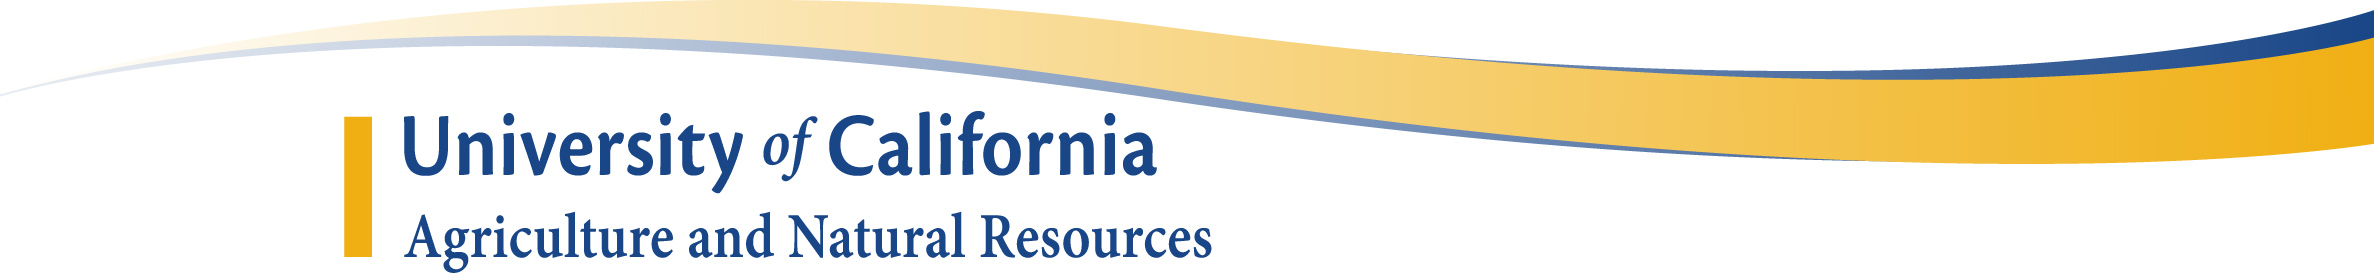 University of California
Agriculture and Natural Resources